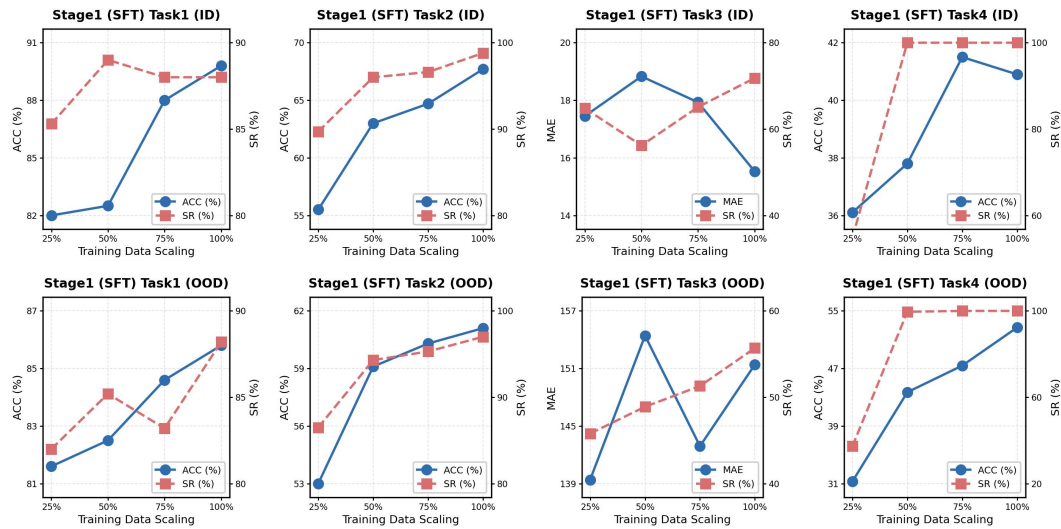 Stage1 (SFT) Task1 (ID)
91
88
85
82
ACC (%)
90
85
80
SR (%)
ACC (%)
SR (%)
25% 50% 75% 100%
Training Data Scaling
Stage1 (SFT) Task2 (ID)
70
65
60
55
ACC (%)
100
90
80
SR (%)
ACC (%)
SR (%)
25% 50% 75% 100%
Training Data Scaling
Stage1 (SFT) Task3 (ID)
20
18
16
14
MAE
80
60
40
SR (%)
MAE
SR (%)
25% 50% 75% 100%
Training Data Scaling
Stage1 (SFT) Task4 (ID)
42
40
38
36
ACC (%)
100
80
60
SR (%)
ACC (%)
SR (%)
25% 50% 75% 100%
Training Data Scaling
Stage1 (SFT) Task1 (OOD)
87
85
83
81
ACC (%)
90
85
80
SR (%)
ACC (%)
SR (%)
25% 50% 75% 100%
Training Data Scaling
Stage1 (SFT) Task2 (OOD)
62
59
56
53
ACC (%)
100
90
80
SR (%)
ACC (%)
SR (%)
25% 50% 75% 100%
Training Data Scaling
Stage1 (SFT) Task3 (OOD)
157
151
145
139
MAE
60
50
40
SR (%)
MAE
SR (%)
25% 50% 75% 100%
Training Data Scaling
Stage1 (SFT) Task4 (OOD)
55
47
39
31
ACC (%)
100
60
20
SR (%)
ACC (%)
SR (%)
25% 50% 75% 100%
Training Data Scaling